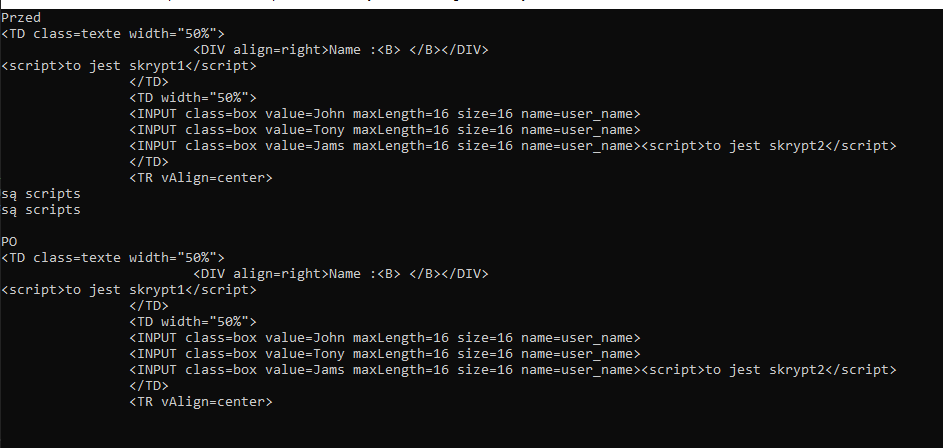 Przed
<TD class=texte width="50%">
                        <DIV align=right>Name :<B> </B></DIV>
<script>to jest skrypt1</script>
                </TD>
                <TD width="50%">
                <INPUT class=box value=John maxLength=16 size=16 name=user_name>
                <INPUT class=box value=Tony maxLength=16 size=16 name=user_name>
                <INPUT class=box value=Jams maxLength=16 size=16 name=user_name><script>to jest skrypt2</script>
                </TD>
                <TR vAlign=center>
są scripts
są scripts

PO
<TD class=texte width="50%">
                        <DIV align=right>Name :<B> </B></DIV>
<script>to jest skrypt1</script>
                </TD>
                <TD width="50%">
                <INPUT class=box value=John maxLength=16 size=16 name=user_name>
                <INPUT class=box value=Tony maxLength=16 size=16 name=user_name>
                <INPUT class=box value=Jams maxLength=16 size=16 name=user_name><script>to jest skrypt2</script>
                </TD>
                <TR vAlign=center>